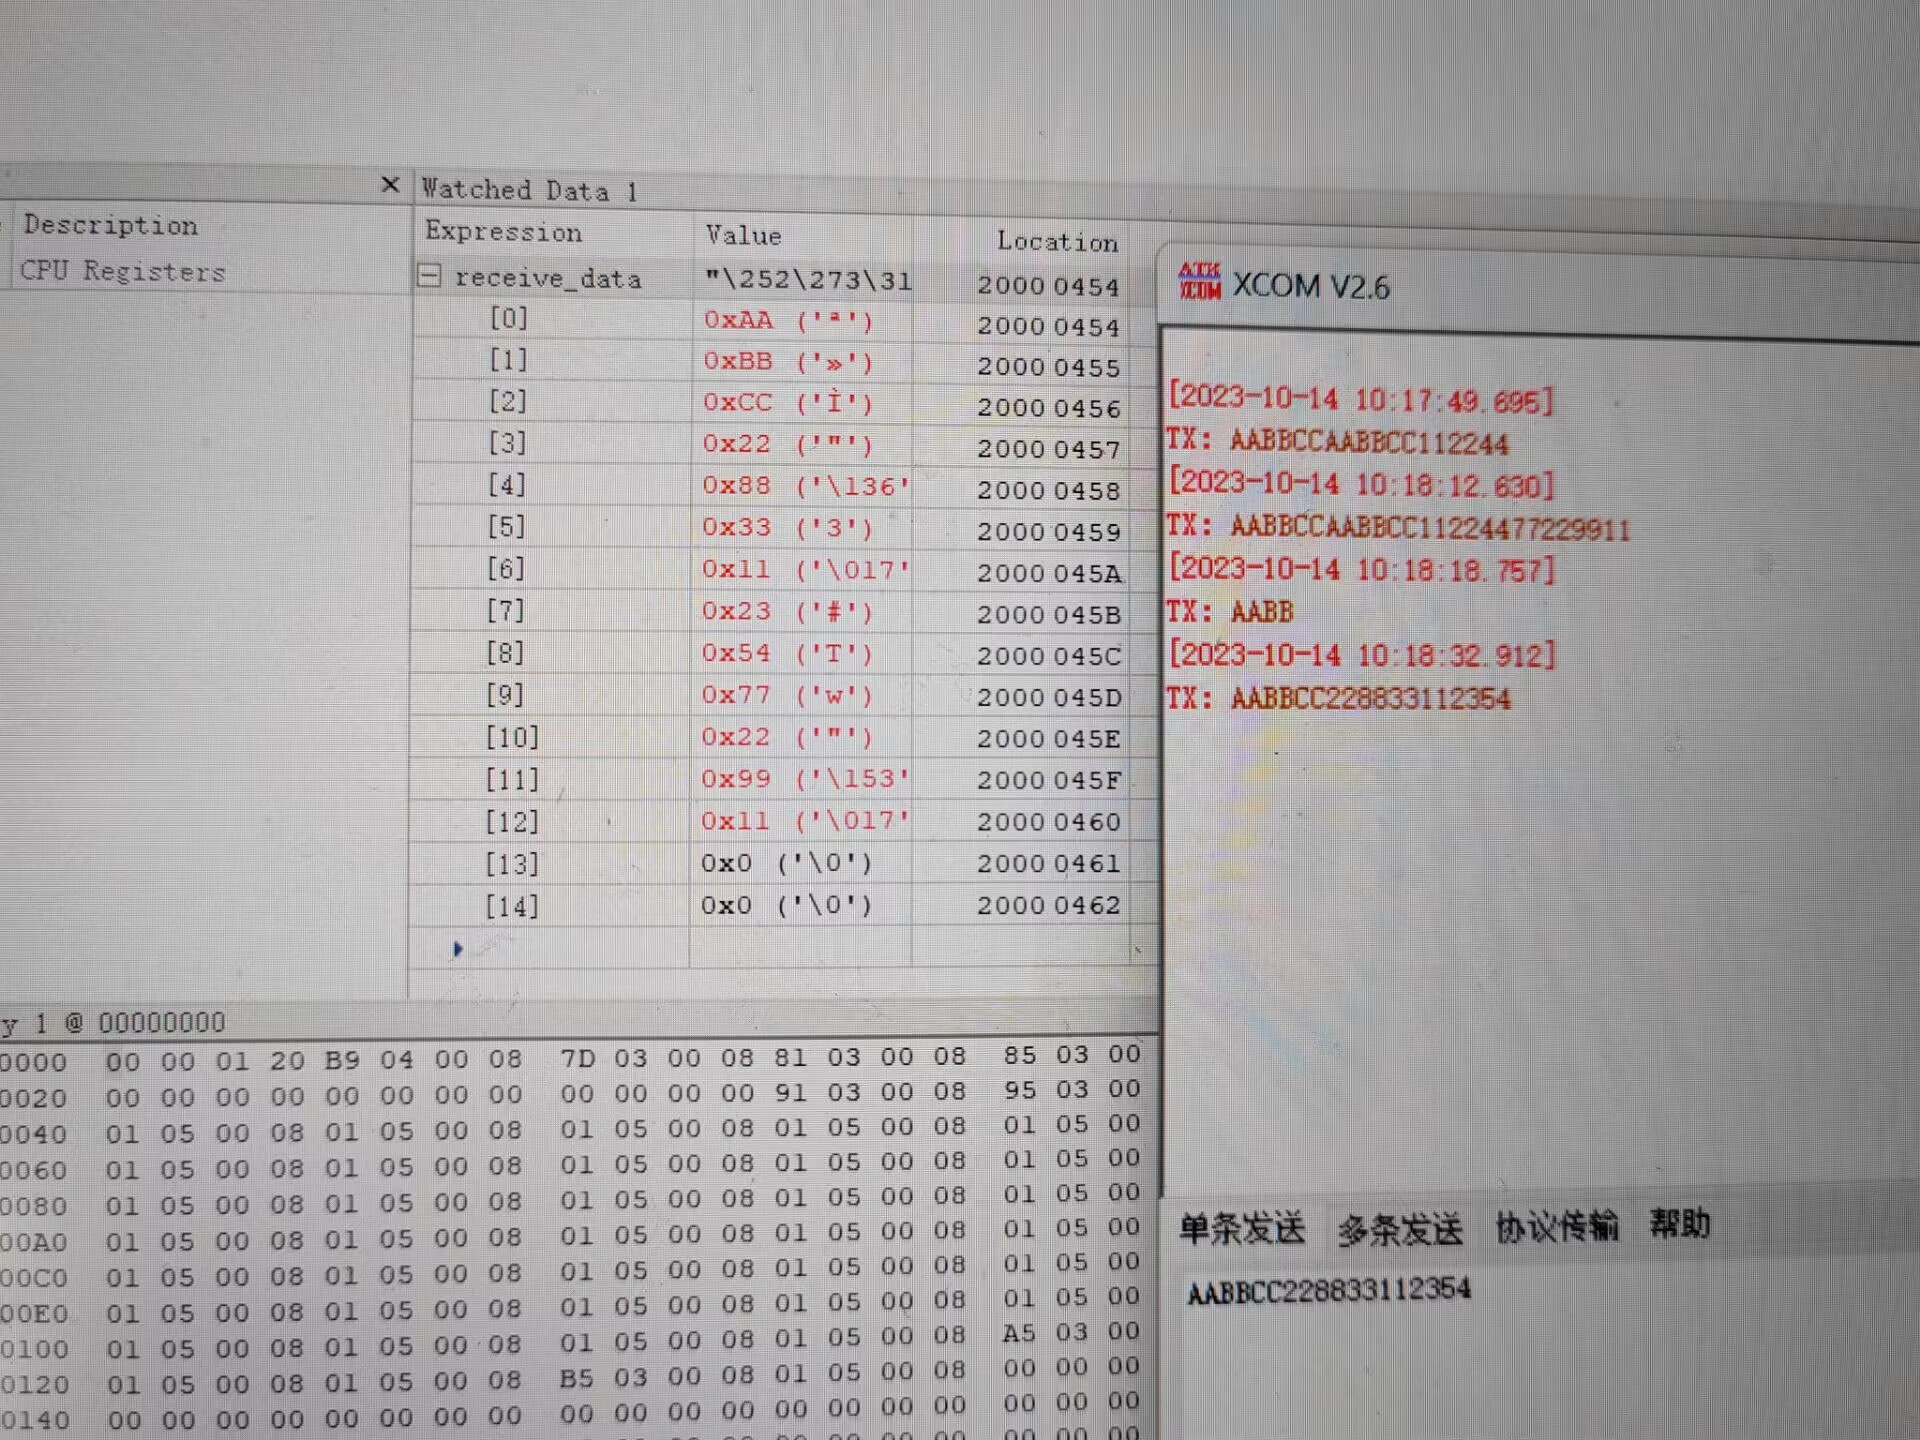 × Watched Data 1
Description
CPU Registers
Expression Value Location
receive_data "\252\273\31 2000 0454
[0] 0xAA ('ª') 2000 0454
[1] 0xBB ('»') 2000 0455
[2] 0xCC ('Ì') 2000 0456
[3] 0x22 ('"') 2000 0457
[4] 0x88 ('\136' 2000 0458
[5] 0x33 ('3') 2000 0459
[6] 0x11 ('\017' 2000 045A
[7] 0x23 ('#') 2000 045B
[8] 0x54 ('T') 2000 045C
[9] 0x77 ('w') 2000 045D
[10] 0x22 ('"') 2000 045E
[11] 0x99 ('\153' 2000 045F
[12] 0x11 ('\017' 2000 0460
[13] 0x0 ('\0') 2000 0461
[14] 0x0 ('\0') 2000 0462
y 1 @ 00000000
0000 00 00 01 20 B9 04 00 08 7D 03 00 08 81 03 00 08 85 03 00
0020 00 00 00 00 00 00 00 00 00 00 00 00 91 03 00 08 95 03 00
0040 01 05 00 08 01 05 00 08 01 05 00 08 01 05 00 08 01 05 00
0060 01 05 00 08 01 05 00 08 01 05 00 08 01 05 00 08 01 05 00
0080 01 05 00 08 01 05 00 08 01 05 00 08 01 05 00 08 01 05 00
00A0 01 05 00 08 01 05 00 08 01 05 00 08 01 05 00 08 01 05 00
00C0 01 05 00 08 01 05 00 08 01 05 00 08 01 05 00 08 01 05 00
00E0 01 05 00 08 01 05 00 08 01 05 00 08 01 05 00 08 01 05 00
0100 01 05 00 08 01 05 00 08 01 05 00 08 01 05 00 08 A5 03 00
0120 01 05 00 08 01 05 00 08 B5 03 00 08 01 05 00 08 00 00 00
0140 00 00 00 00 00 00 00 00 00 00 00 00 00 00 00 00 00 00 00
ATK
XCOM
XCOM V2.6
[2023-10-14 10:17:49.695]
TX: AABBCCAABBCC112244
[2023-10-14 10:18:12.630]
TX: AABBCCAABBCC11224477229911
[2023-10-14 10:18:18.757]
TX: AABB
[2023-10-14 10:18:32.912]
TX: AABBCC228833112354
单条发送 多条发送 协议传输 帮助
AABBCC228833112354